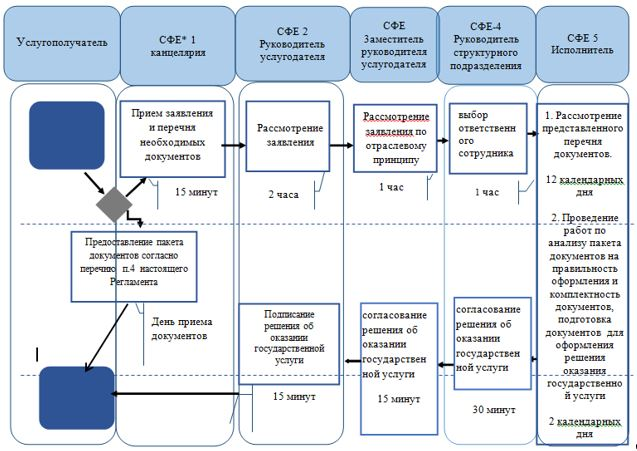 Услугополучатель
СФЕ* 1
канцелярия
СФЕ 2
Руководитель
услугодателя
СФЕ
Заместитель
руководителя
услугодателя
СФЕ-4
Руководитель
структурного
подразделения
СФЕ 5
Исполнитель
Прием заявления
и перечня
необходимых
документов
15 минут
Рассмотрение
заявления
2 часа
Рассмотрение
заявления по
отраслевому
принципу
1 час
выбор
ответственн
ого
сотрудника
1 час
1. Рассмотрение
представленного
перечня
документов.
12 календарных
дня
2. Проведение
работ по
анализу пакета
документов на
правильность
оформления и
комплектность
документов,
подготовка
документов для
оформления
решения
оказания
государственно
й услуги
2 календарных
дня
Предоставление пакета
документов согласно
перечню п.4 настоящего
Регламента
День приема
документов
Подписание
решения об
оказании
государственной
услуги
15 минут
согласование
решения об
оказании
государствен
ной услуги
15 минут
согласование
решения об
оказании
государствен
ной услуги
30 минут